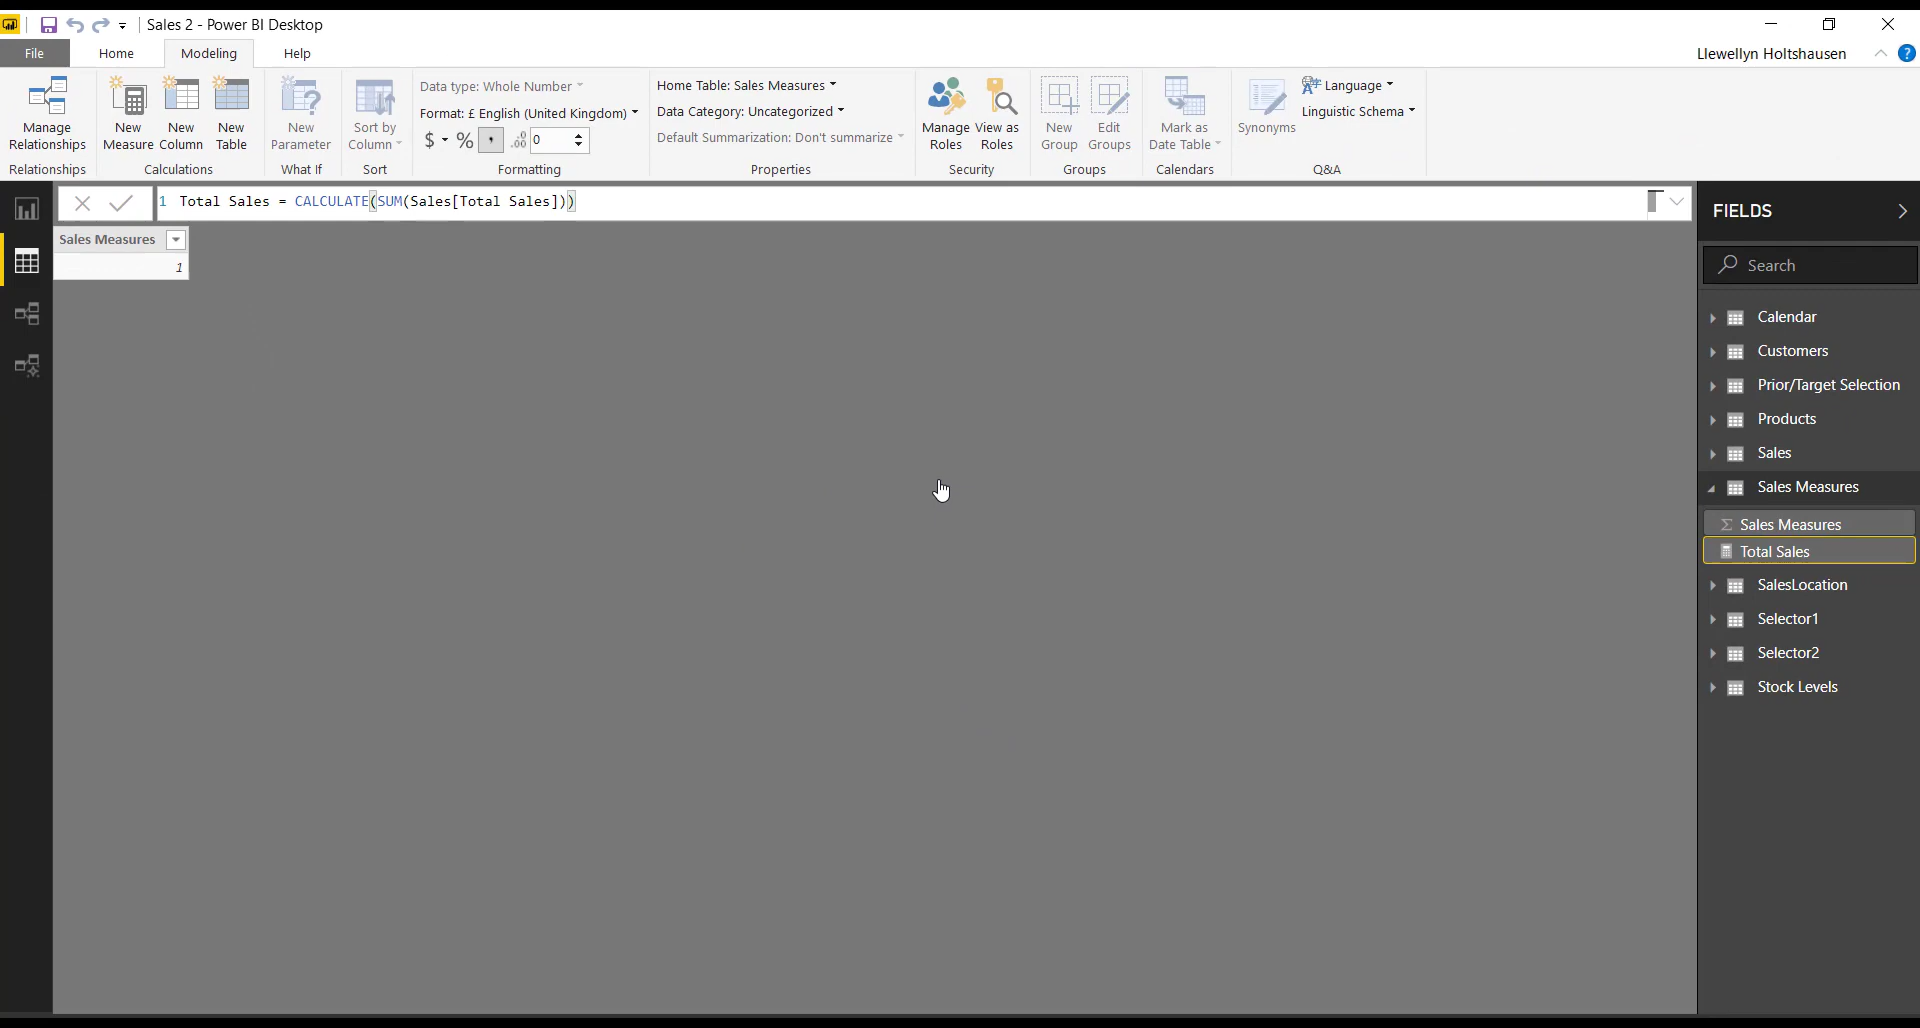 Sales 2 - Power BI Desktop
File Home Modeling Help
Llewellyn Holtshausen
?
Manage Relationships
New Measure
New Column
New Table
New Parameter
Sort by Column
Data type: Whole Number
Format: £ English (United Kingdom)
$ % , .00 0
Home Table: Sales Measures
Data Category: Uncategorized
Default Summarization: Don't summarize
Manage Roles
View as Roles
New Group
Edit Groups
Mark as Date Table
Synonyms
Language
Linguistic Schema
Relationships Calculations What If Sort Formatting Properties Security Groups Calendars Q&A
1 Total Sales = CALCULATE(SUM(Sales[Total Sales]))
Sales Measures
1
FIELDS
Search
Calendar
Customers
Prior/Target Selection
Products
Sales
Sales Measures
Σ Sales Measures
Total Sales
SalesLocation
Selector1
Selector2
Stock Levels